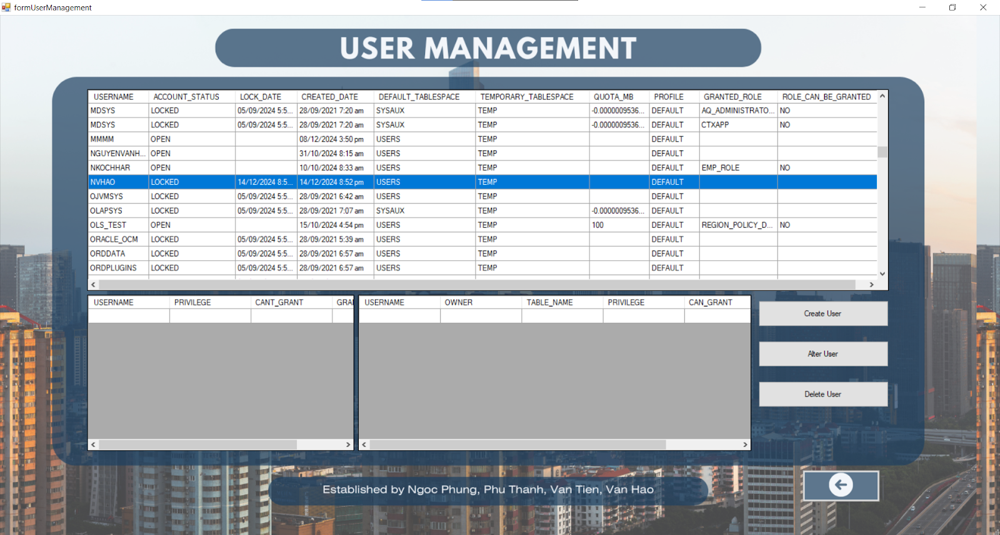 formUserManagement
USER MANAGEMENT
USERNAME ACCOUNT_STATUS LOCK_DATE CREATED_DATE DEFAULT_TABLESPACE TEMPORARY_TABLESPACE QUOTA_MB PROFILE GRANTED_ROLE ROLE_CAN_BE_GRANTED
MDSYS LOCKED 05/09/2024 5:5... 28/09/2021 7:20 am SYSAUX TEMP -0.0000009536... DEFAULT AQ_ADMINISTRATO... NO
MDSYS LOCKED 05/09/2024 5:5... 28/09/2021 7:20 am SYSAUX TEMP -0.0000009536... DEFAULT CTXAPP NO
MMMM OPEN 08/12/2024 3:50 pm USERS TEMP DEFAULT
NGUYENVANH... OPEN 31/10/2024 8:15 am USERS TEMP DEFAULT
NKOCHHAR OPEN 10/10/2024 8:33 am USERS TEMP DEFAULT EMP_ROLE NO
NVHAO LOCKED 14/12/2024 8:5... 14/12/2024 8:52 pm USERS TEMP DEFAULT
OJVMSYS LOCKED 05/09/2024 5:5... 28/09/2021 6:42 am USERS TEMP DEFAULT
OLAPSYS LOCKED 05/09/2024 5:5... 28/09/2021 7:07 am SYSAUX TEMP -0.0000009536... DEFAULT
OLS_TEST OPEN 15/10/2024 4:54 pm USERS TEMP 100 DEFAULT REGION_POLICY_D... NO
ORACLE_OCM LOCKED 05/09/2024 5:5... 28/09/2021 5:39 am USERS TEMP DEFAULT
ORDDATA LOCKED 05/09/2024 5:5... 28/09/2021 6:57 am USERS TEMP DEFAULT
ORDPLUGINS LOCKED 05/09/2024 5:5... 28/09/2021 6:57 am USERS TEMP DEFAULT
USERNAME PRIVILEGE CANT_GRANT GRA
USERNAME OWNER TABLE_NAME PRIVILEGE CAN_GRANT
Create User
Alter User
Delete User
Established by Ngoc Phung, Phu Thanh, Van Tien, Van Hao